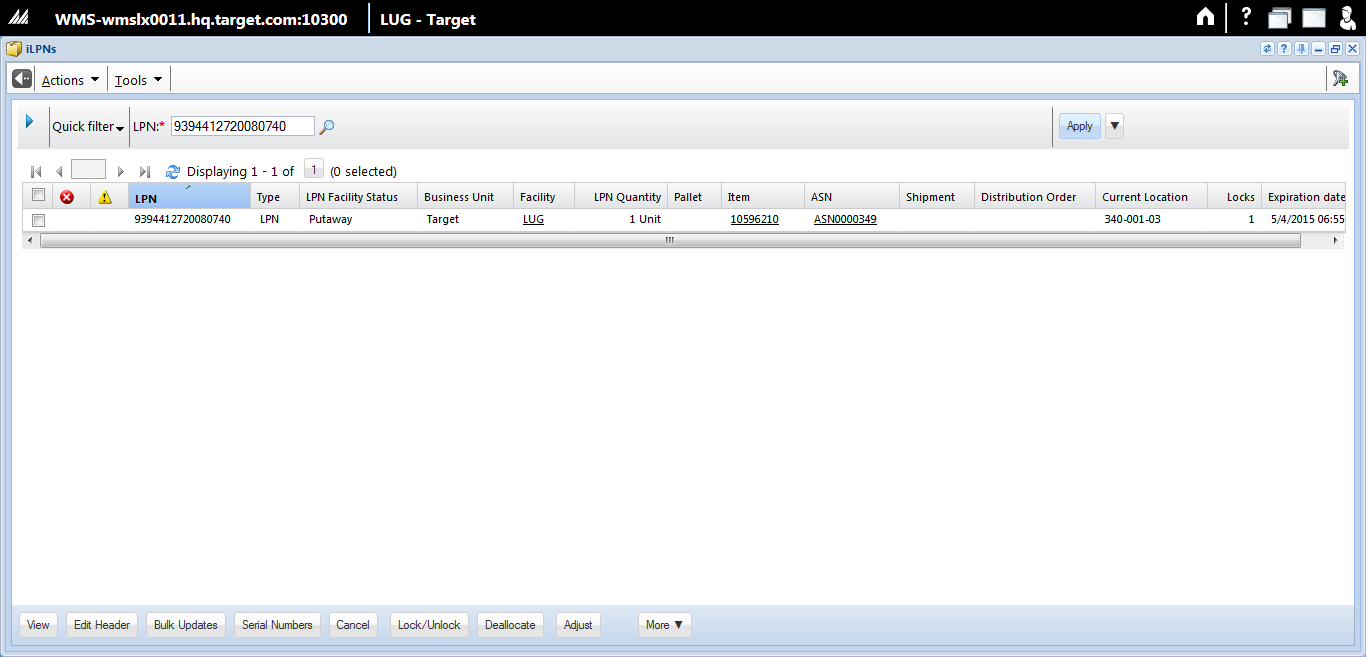 WMS-wmslx0011.hq.target.com:10300 LUG - Target ?
iLPNs ?
Actions Tools
Quick filter LPN:* 9394412720080740 Apply
Displaying 1 - 1 of 1 (0 selected)
LPN Type LPN Facility Status Business Unit Facility LPN Quantity Pallet Item ASN Shipment Distribution Order Current Location Locks Expiration date
9394412720080740 LPN Putaway Target LUG 1 Unit 10596210 ASN0000349 340-001-03 1 5/4/2015 06:55
View Edit Header Bulk Updates Serial Numbers Cancel Lock/Unlock Deallocate Adjust More